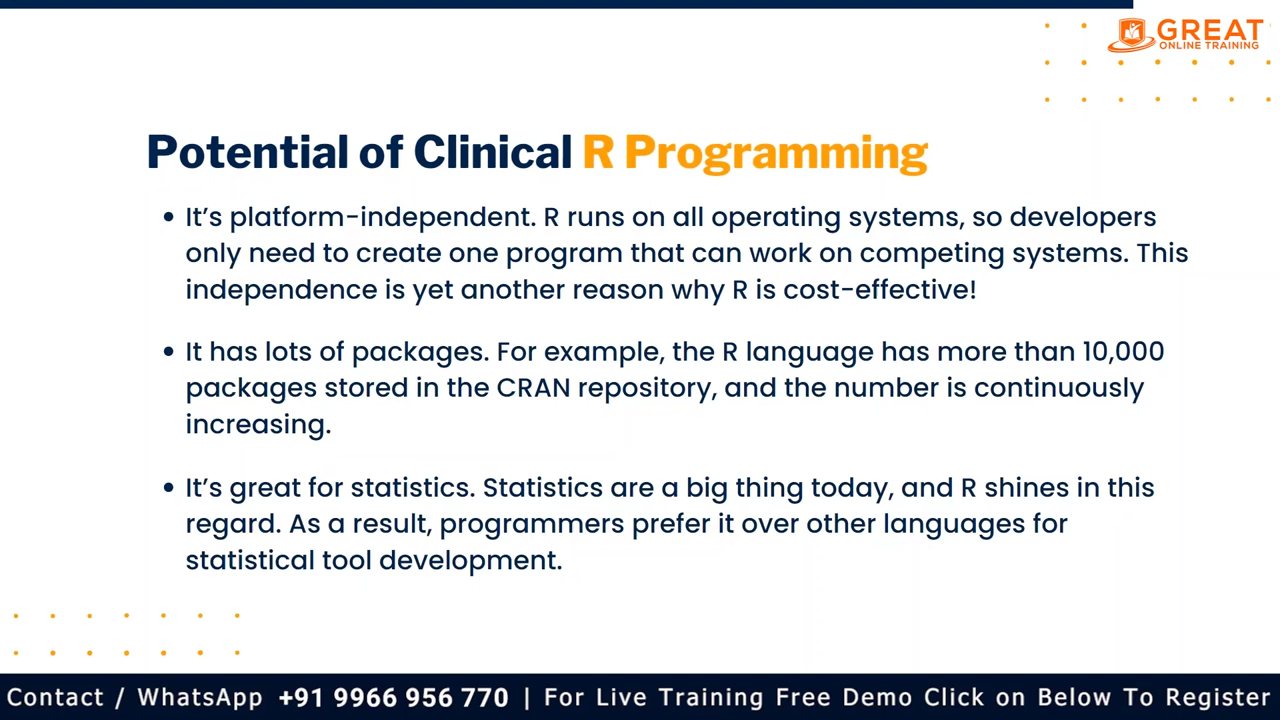 GREAT
ONLINE TRAINING
Potential of Clinical R Programming
• It's platform-independent. R runs on all operating systems, so developers
only need to create one program that can work on competing systems. This
independence is yet another reason why R is cost-effective!
• It has lots of packages. For example, the R language has more than 10,000
packages stored in the CRAN repository, and the number is continuously
increasing.
• It's great for statistics. Statistics are a big thing today, and R shines in this
regard. As a result, programmers prefer it over other languages for
statistical tool development.
Contact / WhatsApp +91 9966 956 770 | For Live Training Free Demo Click on Below To Register